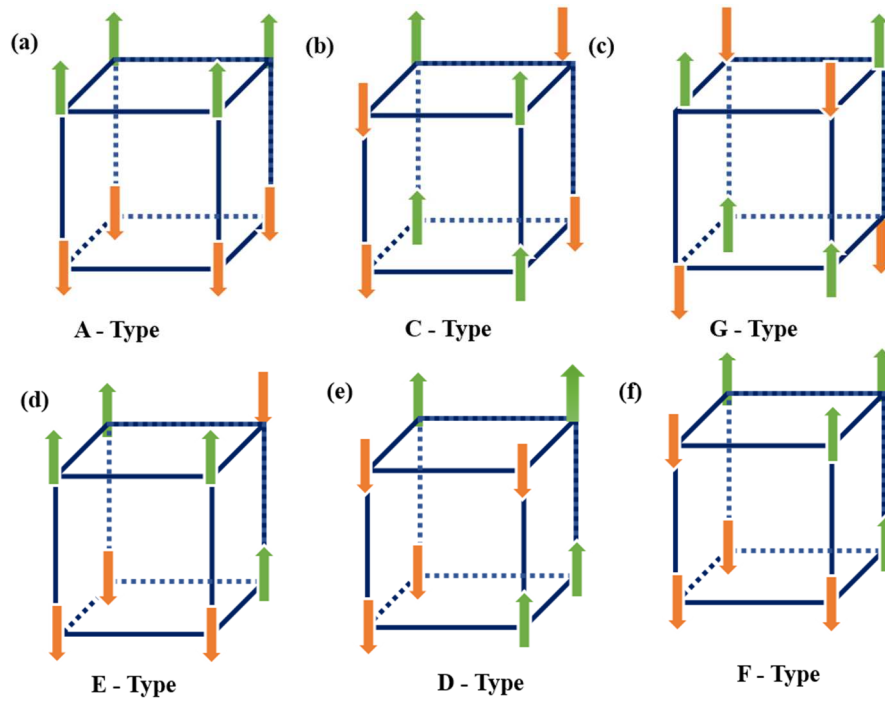 (a)
(b)
(c)
A - Type
C - Type
G - Type
(d)
(e)
(f)
E - Type
D - Type
F - Type